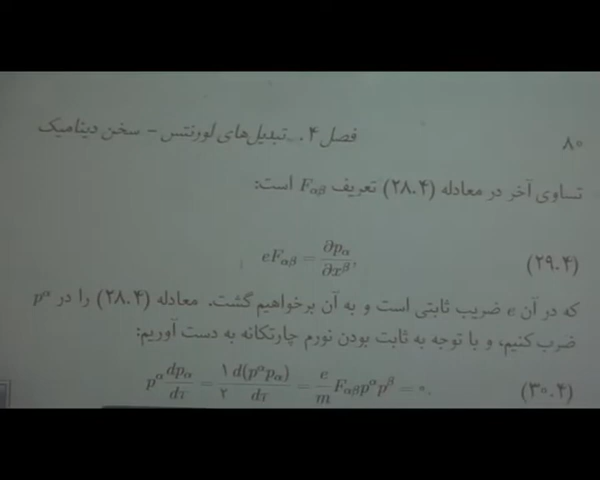 ۸۰ فصل ۴. تبدیل‌های لورنتس – سخن دینامیک
تساوی آخر در معادله (۲۸.۴) تعریف Fαβ است:
eFαβ = ∂pα/∂xβ, (۲۹.۴)
که در آن e ضریب ثابتی است و به آن برخواهیم گشت. معادله (۲۸.۴) را در pα
ضرب کنیم، و با توجه به ثابت بودن نورم چارتکانه به دست آوریم:
pα dpα/dτ = ۱/۲ d(pαpα)/dτ = e/m Fαβpαpβ = ۰. (۳۰.۴)